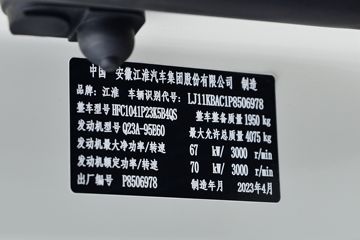 中国 安徽江淮汽车集团股份有限公司 制造
品牌：江淮 车辆识别代号：LJ11KBAC1P8506978
整车型号 HFC1041P23K5B4QS 整车整备质量 1950 kg
发动机型号 Q23A-95E60 最大允许总质量 4075 kg
发动机最大净功率/转速 67 kW/ 3000 r/min
发动机额定功率/转速 70 kW/ 3000 r/min
出厂编号 P8506978 制造年月 2023年4月